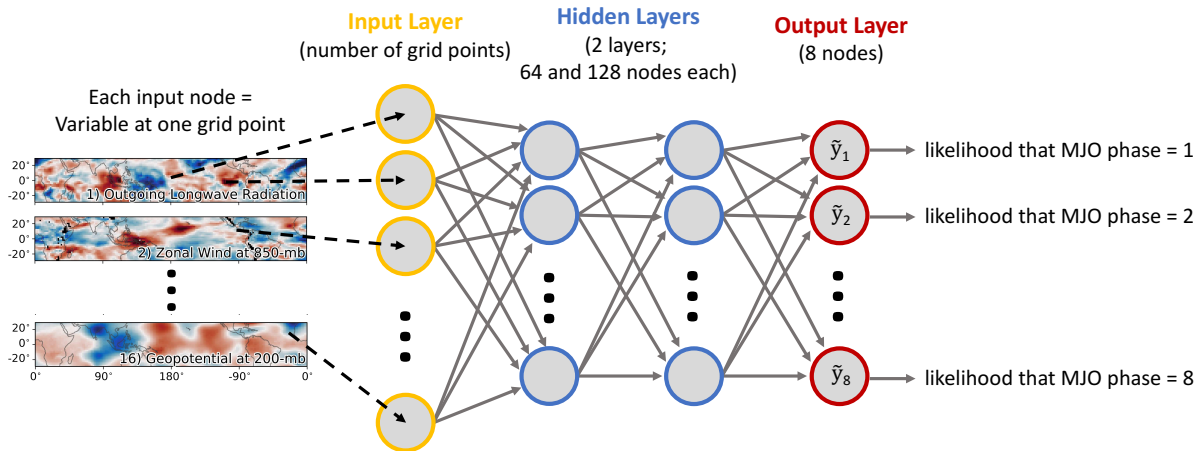 Input Layer
(number of grid points)
Hidden Layers
(2 layers;
64 and 128 nodes each)
Output Layer
(8 nodes)
Each input node =
Variable at one grid point
20°
0°
-20°
1) Outgoing Longwave Radiation
20°
0°
-20°
2) Zonal Wind at 850-mb
20°
0°
-20°
16) Geopotential at 200-mb
0° 90° 180° -90° 0°
ỹ₁
likelihood that MJO phase = 1
ỹ₂
likelihood that MJO phase = 2
ỹ₈
likelihood that MJO phase = 8